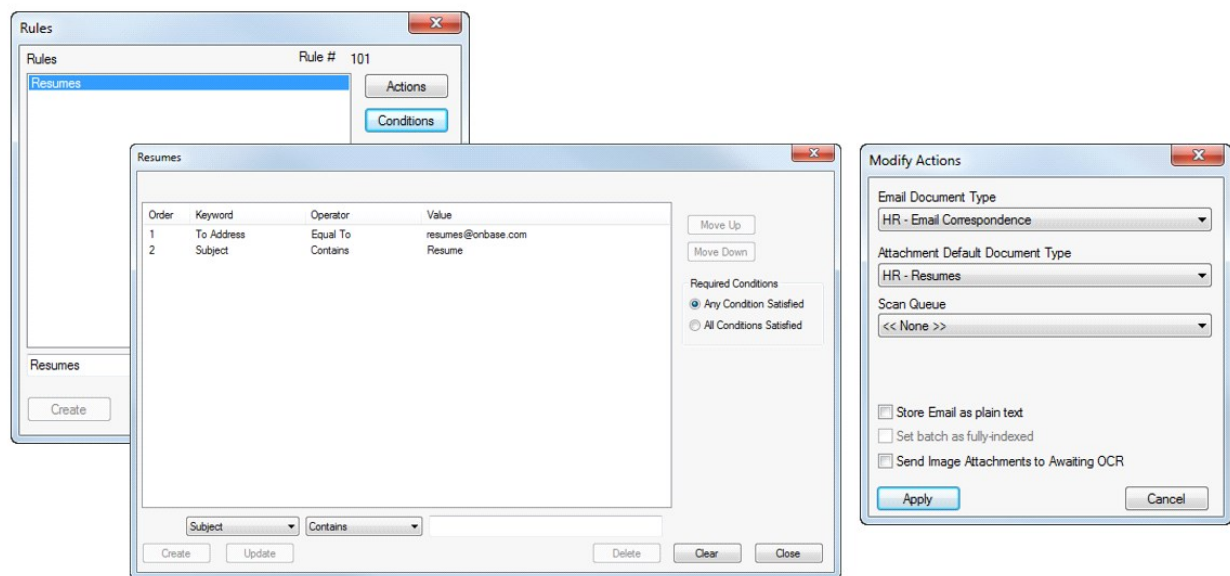 Rules
Rules Rule # 101
Resumes
Actions
Conditions
Resumes
Create
Resumes
Order Keyword Operator Value
1 To Address Equal To resumes@onbase.com
2 Subject Contains Resume
Move Up
Move Down
Required Conditions
Any Condition Satisfied
All Conditions Satisfied
Subject Contains
Create Update Delete Clear Close
Modify Actions
Email Document Type
HR - Email Correspondence
Attachment Default Document Type
HR - Resumes
Scan Queue
<< None >>
Store Email as plain text
Set batch as fully-indexed
Send Image Attachments to Awaiting OCR
Apply Cancel